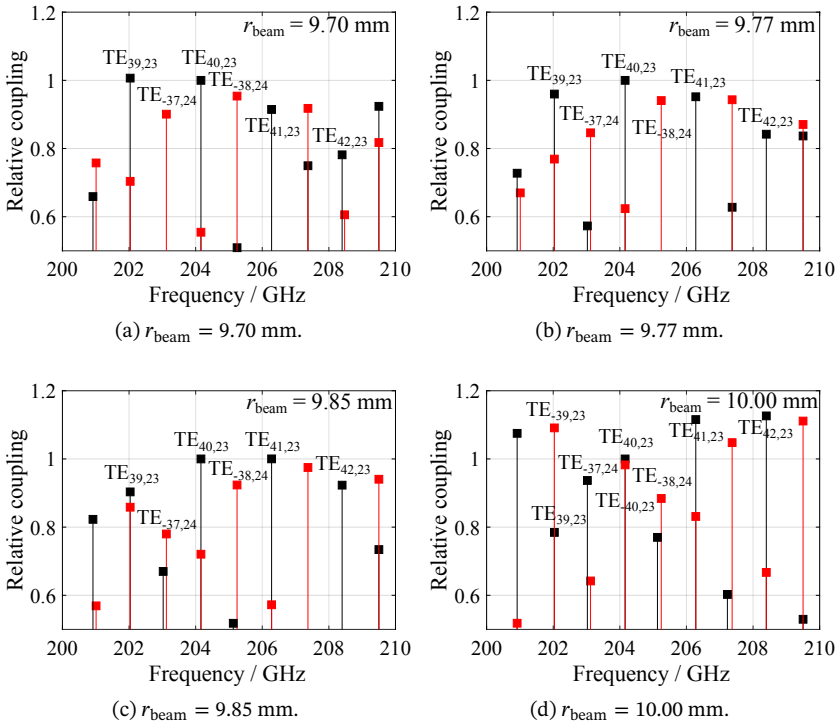 1.2
r_beam = 9.70 mm
TE_39,23
TE_40,23
TE_-38,24
1
TE_-37,24
TE_41,23
TE_42,23
0.8
0.6
Relative coupling
200 202 204 206 208 210
Frequency / GHz
(a) r_beam = 9.70 mm.
1.2
r_beam = 9.77 mm
TE_39,23
TE_40,23
TE_41,23
1
TE_-37,24
TE_-38,24
TE_42,23
0.8
0.6
Relative coupling
200 202 204 206 208 210
Frequency / GHz
(b) r_beam = 9.77 mm.
1.2
r_beam = 9.85 mm
TE_40,23
TE_41,23
1
TE_39,23
TE_-38,24
TE_42,23
TE_-37,24
0.8
0.6
Relative coupling
200 202 204 206 208 210
Frequency / GHz
(c) r_beam = 9.85 mm.
1.2
r_beam = 10.00 mm
TE_-39,23
TE_40,23
TE_41,23
TE_42,23
1
TE_-37,24
TE_-38,24
TE_-40,23
TE_39,23
0.8
0.6
Relative coupling
200 202 204 206 208 210
Frequency / GHz
(d) r_beam = 10.00 mm.